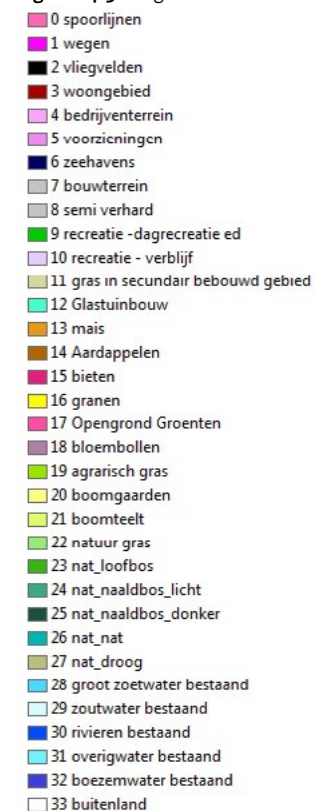 0 spoorlijnen
1 wegen
2 vliegvelden
3 woongebied
4 bedrijventerrein
5 voorzieningen
6 zeehavens
7 bouwterrein
8 semi verhard
9 recreatie -dagrecreatie ed
10 recreatie - verblijf
11 gras in secundair bebouwd gebied
12 Glastuinbouw
13 mais
14 Aardappelen
15 bieten
16 granen
17 Opengrond Groenten
18 bloembollen
19 agrarisch gras
20 boomgaarden
21 boomteelt
22 natuur gras
23 nat_loofbos
24 nat_naaldbos_licht
25 nat_naaldbos_donker
26 nat_nat
27 nat_droog
28 groot zoetwater bestaand
29 zoutwater bestaand
30 rivieren bestaand
31 overigwater bestaand
32 boezemwater bestaand
33 buitenland